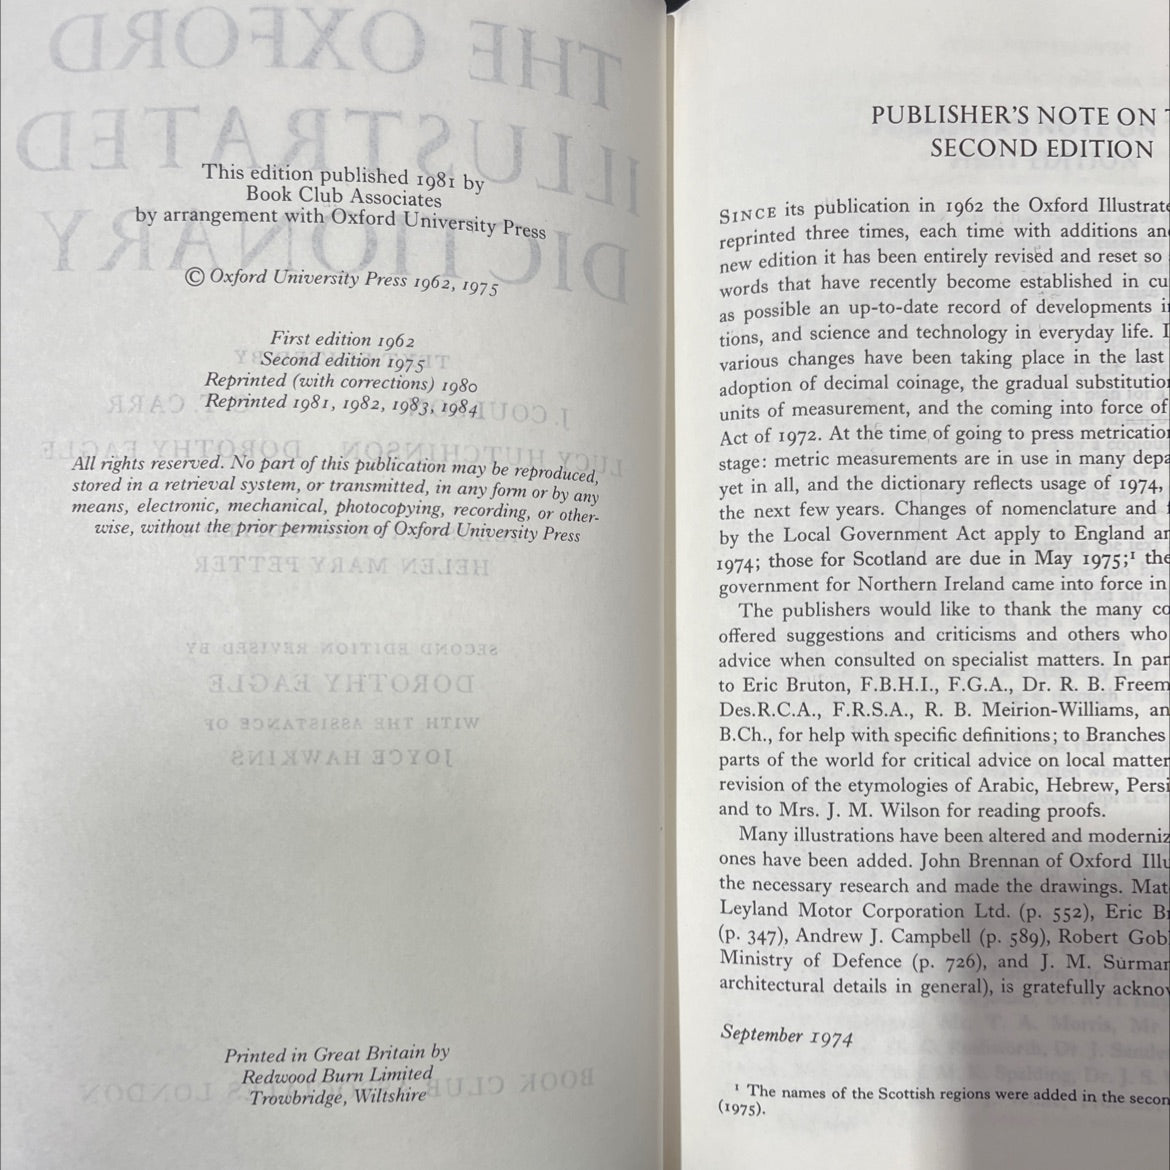 This edition published 1981 by
Book Club Associates
by arrangement with Oxford University Press
© Oxford University Press 1962, 1975
First edition 1962
Second edition 1975
Reprinted (with corrections) 1980
Reprinted 1981, 1982, 1983, 1984
All rights reserved. No part of this publication may be reproduced,
stored in a retrieval system, or transmitted, in any form or by any
means, electronic, mechanical, photocopying, recording, or other-
wise, without the prior permission of Oxford University Press
Printed in Great Britain by
Redwood Burn Limited
Trowbridge, Wiltshire
PUBLISHER'S NOTE ON
SECOND EDITION
SINCE its publication in 1962 the Oxford Illustrate
reprinted three times, each time with additions an
new edition it has been entirely revised and reset so
words that have recently become established in cu
as possible an up-to-date record of developments i
tions, and science and technology in everyday life. I
various changes have been taking place in the last
adoption of decimal coinage, the gradual substitutio
units of measurement, and the coming into force of
Act of 1972. At the time of going to press metricatio
stage: metric measurements are in use in many depa
yet in all, and the dictionary reflects usage of 1974,
the next few years. Changes of nomenclature and
by the Local Government Act apply to England a
1974; those for Scotland are due in May 1975;¹ the
government for Northern Ireland came into force in
The publishers would like to thank the many co
offered suggestions and criticisms and others who
advice when consulted on specialist matters. In par
to Eric Bruton, F.B.H.I., F.G.A., Dr. R. B. Freem
Des.R.C.A., F.R.S.A., R. B. Meirion-Williams, an
B.Ch., for help with specific definitions; to Branches
parts of the world for critical advice on local matter
revision of the etymologies of Arabic, Hebrew, Persi
and to Mrs. J. M. Wilson for reading proofs.
Many illustrations have been altered and moderniz
ones have been added. John Brennan of Oxford Illu
the necessary research and made the drawings. Mat
Leyland Motor Corporation Ltd. (p. 552), Eric B
(p. 347), Andrew J. Campbell (p. 589), Robert Gob
Ministry of Defence (p. 726), and J. M. Surman
architectural details in general), is gratefully ackno
September 1974
¹ The names of the Scottish regions were added in the secon
(1975).